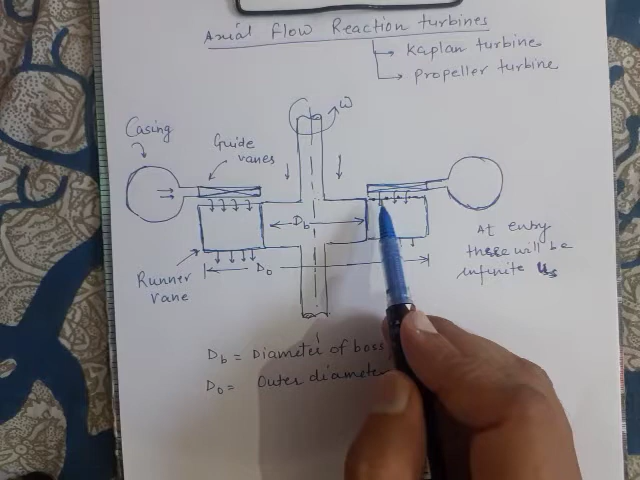 Axial Flow Reaction turbines
Kaplan turbine
propeller turbine
ω
Casing
Guide
vanes
Db
At entry
there will be
infinite us
Runner
vane
Do
Db = Diameter of boss
Do = Outer diameter